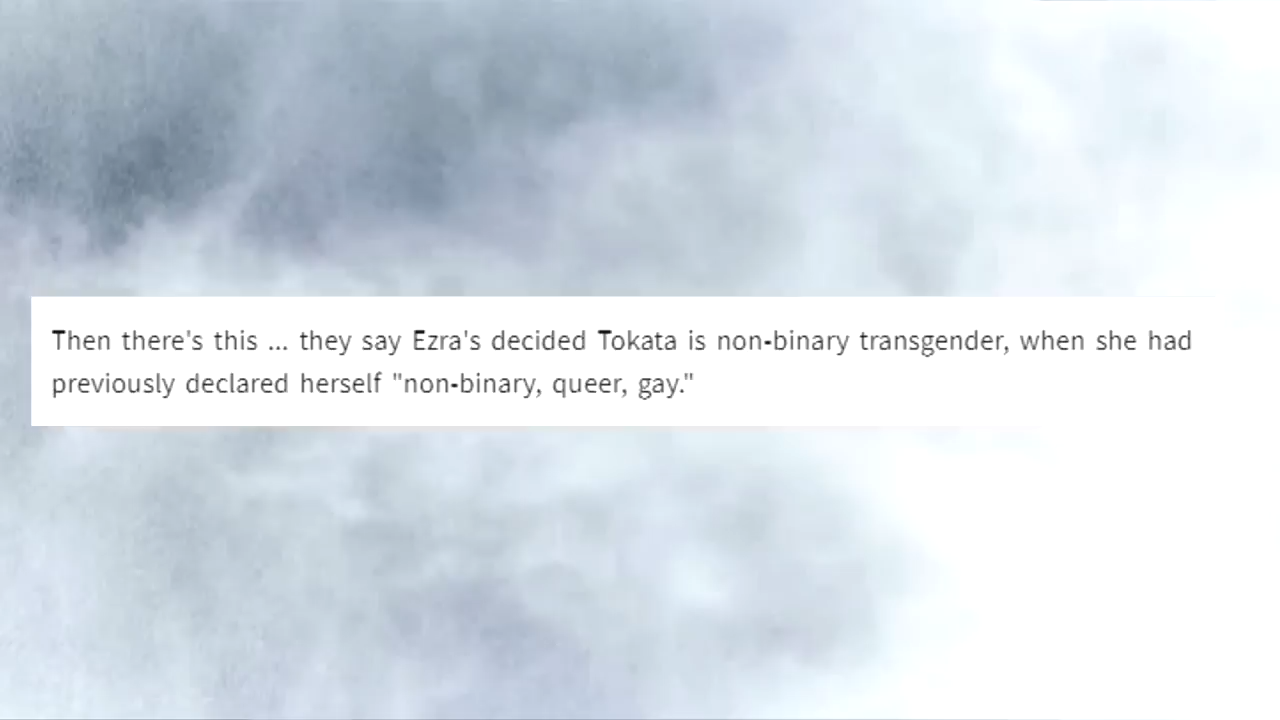 Then there's this ... they say Ezra's decided Tokata is non-binary transgender, when she had
previously declared herself "non-binary, queer, gay."